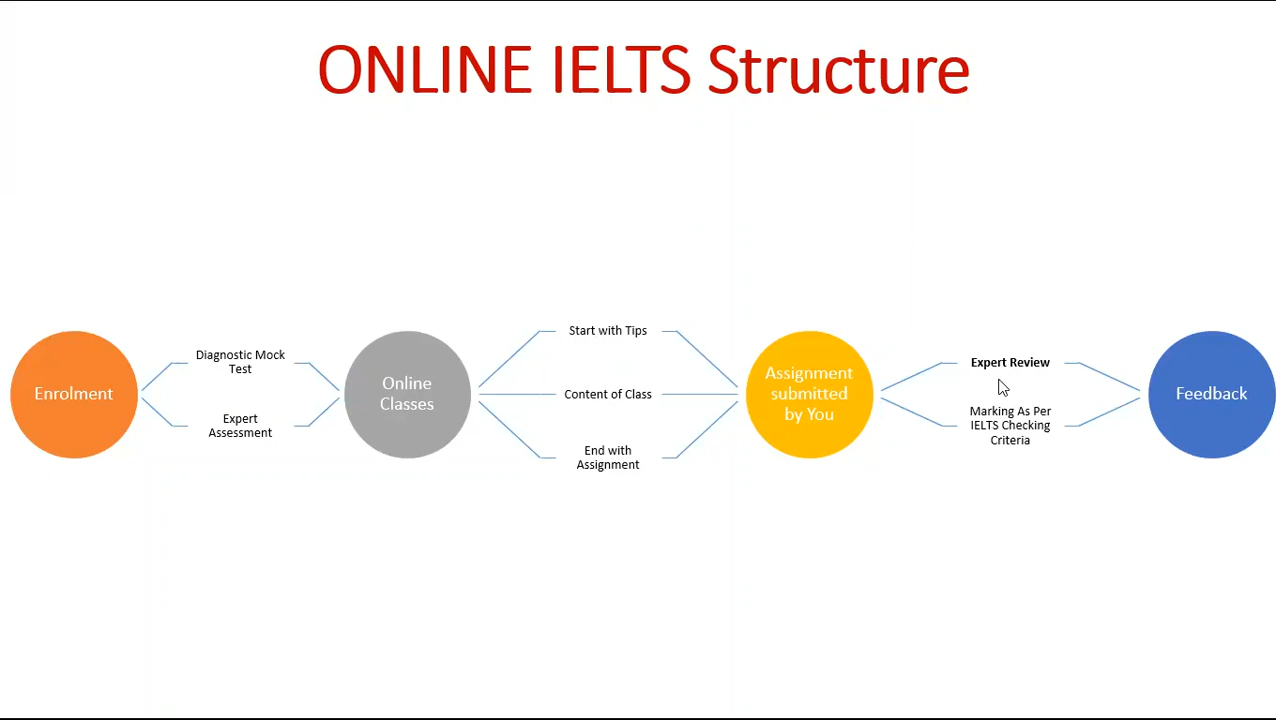 ONLINE IELTS Structure
Enrolment
Diagnostic Mock
Test
Expert
Assessment
Online
Classes
Start with Tips
Content of Class
End with
Assignment
Assignment
submitted
by You
Expert Review
Marking As Per
IELTS Checking
Criteria
Feedback